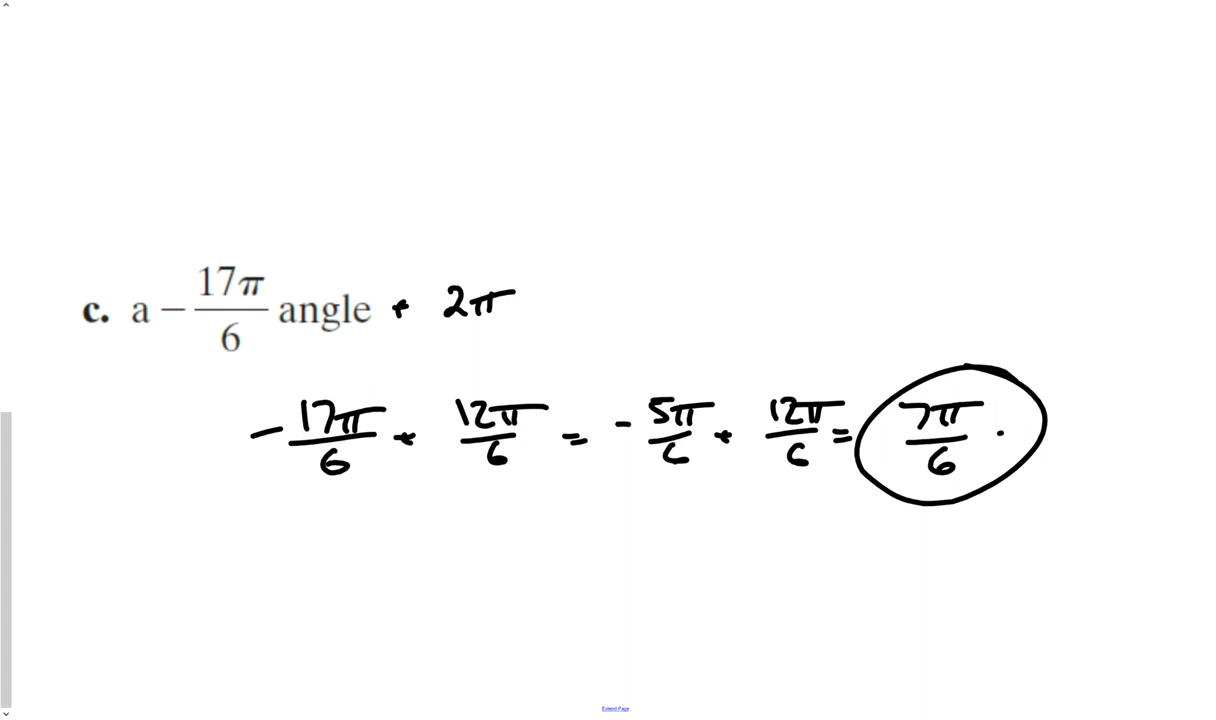 c. a − 17π/6 angle + 2π
- 17π/6 + 12π/6 = - 5π/6 + 12π/6 = 7π/6 .
Extend Page